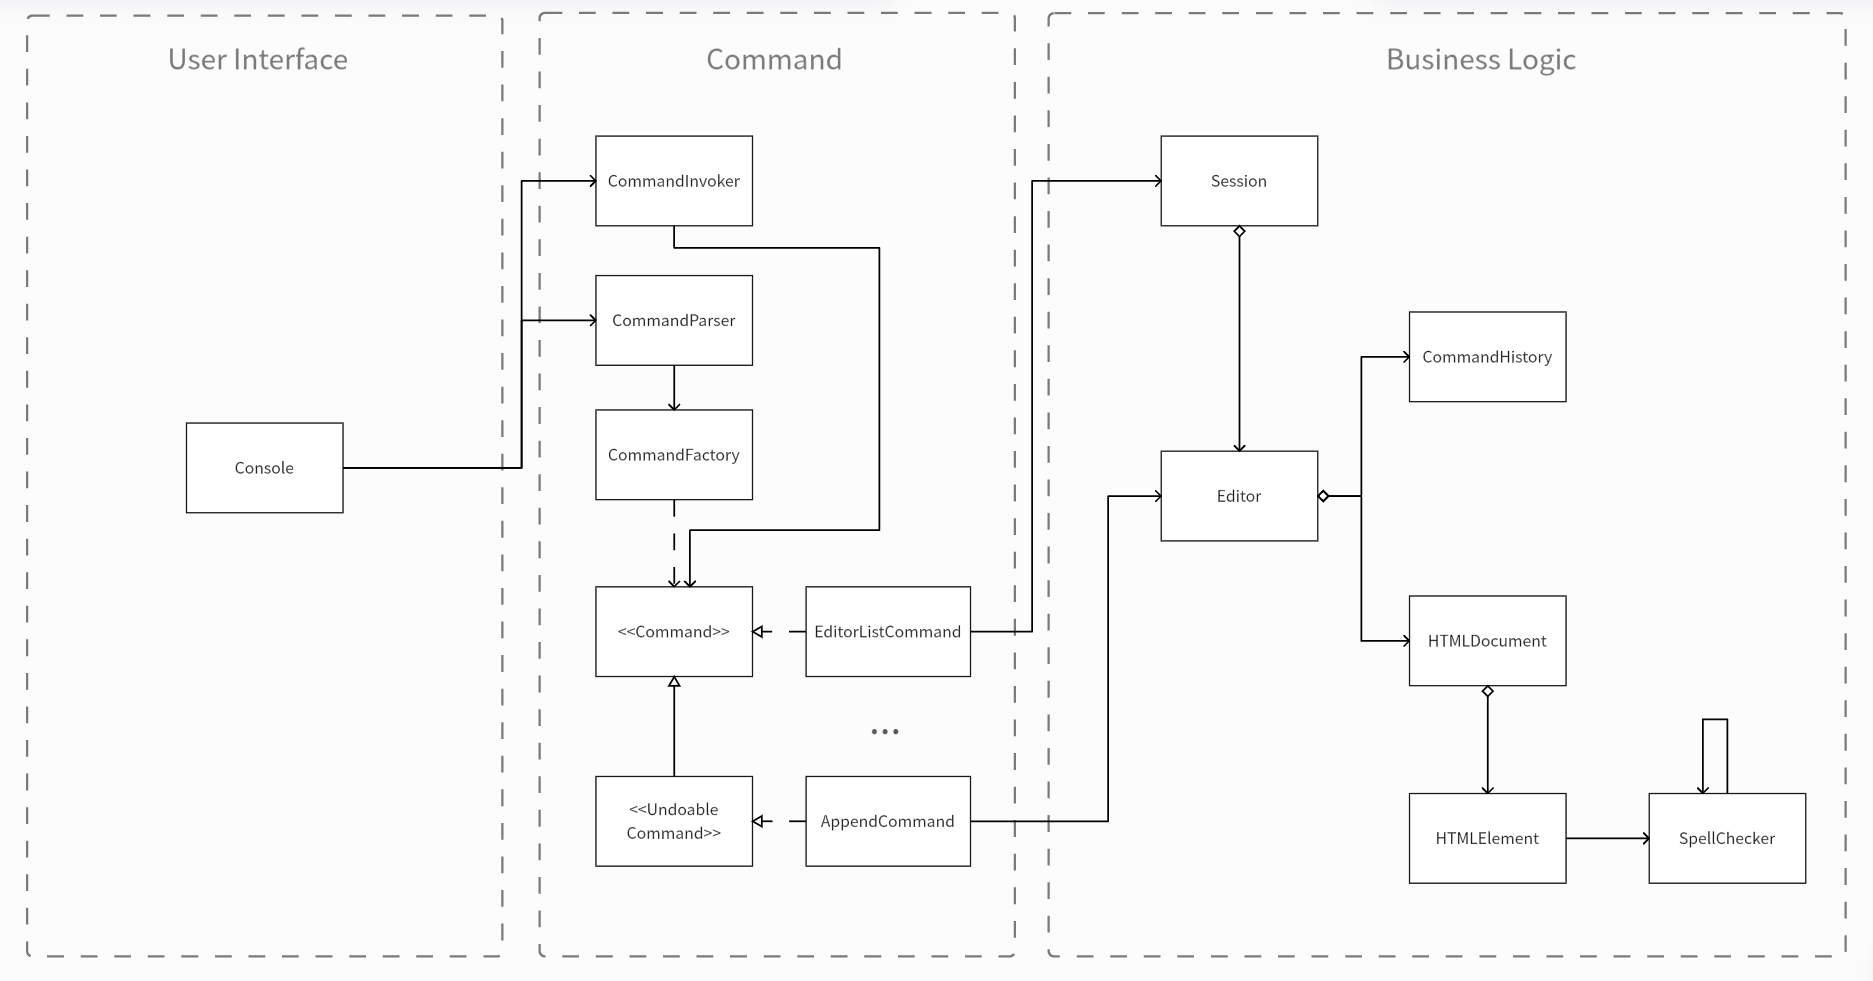 User Interface
Command
Business Logic
CommandInvoker
Session
CommandParser
CommandHistory
CommandFactory
Console
Editor
<<Command>>
EditorListCommand
HTMLDocument
...
<<Undoable
Command>>
AppendCommand
HTMLElement
SpellChecker